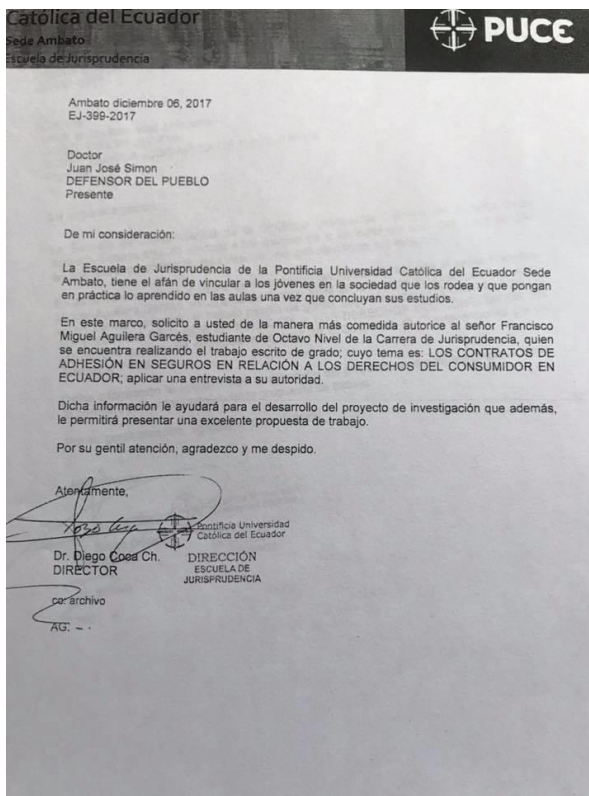 Católica del Ecuador
Sede Ambato
Escuela de Jurisprudencia
PUCE
Ambato diciembre 06, 2017
EJ-399-2017
Doctor
Juan José Simon
DEFENSOR DEL PUEBLO
Presente
De mi consideración:
La Escuela de Jurisprudencia de la Pontificia Universidad Católica del Ecuador Sede
Ambato, tiene el afán de vincular a los jóvenes en la sociedad que los rodea y que pongan
en práctica lo aprendido en las aulas una vez que concluyan sus estudios.
En este marco, solicito a usted de la manera más comedida autorice al señor Francisco
Miguel Aguilera Garcés, estudiante de Octavo Nivel de la Carrera de Jurisprudencia, quien
se encuentra realizando el trabajo escrito de grado; cuyo tema es: LOS CONTRATOS DE
ADHESIÓN EN SEGUROS EN RELACIÓN A LOS DERECHOS DEL CONSUMIDOR EN
ECUADOR; aplicar una entrevista a su autoridad.
Dicha información le ayudará para el desarrollo del proyecto de investigación que además,
le permitirá presentar una excelente propuesta de trabajo.
Por su gentil atención, agradezco y me despido.
Atentamente,
Pontificia Universidad
Católica del Ecuador
Dr. Diego Coca Ch.
DIRECTOR
DIRECCIÓN
ESCUELA DE
JURISPRUDENCIA
cc: archivo
AG.